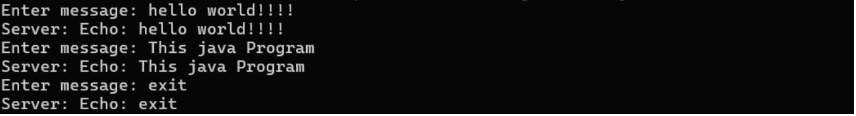 Enter message: hello world!!!!
Server: Echo: hello world!!!!
Enter message: This java Program
Server: Echo: This java Program
Enter message: exit
Server: Echo: exit